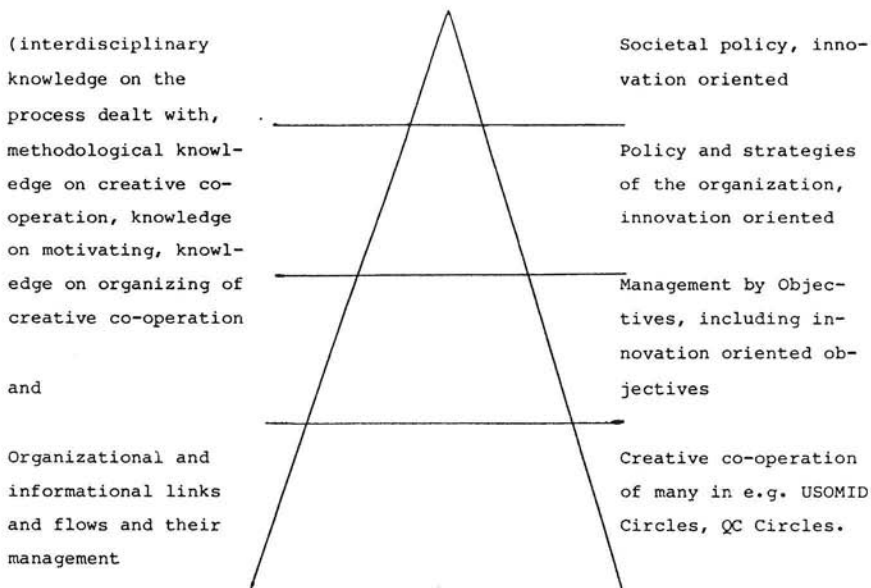 (interdisciplinary
knowledge on the
process dealt with,
methodological knowl-
edge on creative co-
operation, knowledge
on motivating, knowl-
edge on organizing of
creative co-operation
and
Organizational and
informational links
and flows and their
management
Societal policy, inno-
vation oriented
Policy and strategies
of the organization,
innovation oriented
Management by Objec-
tives, including in-
novation oriented ob-
jectives
Creative co-operation
of many in e.g. USOMID
Circles, QC Circles.